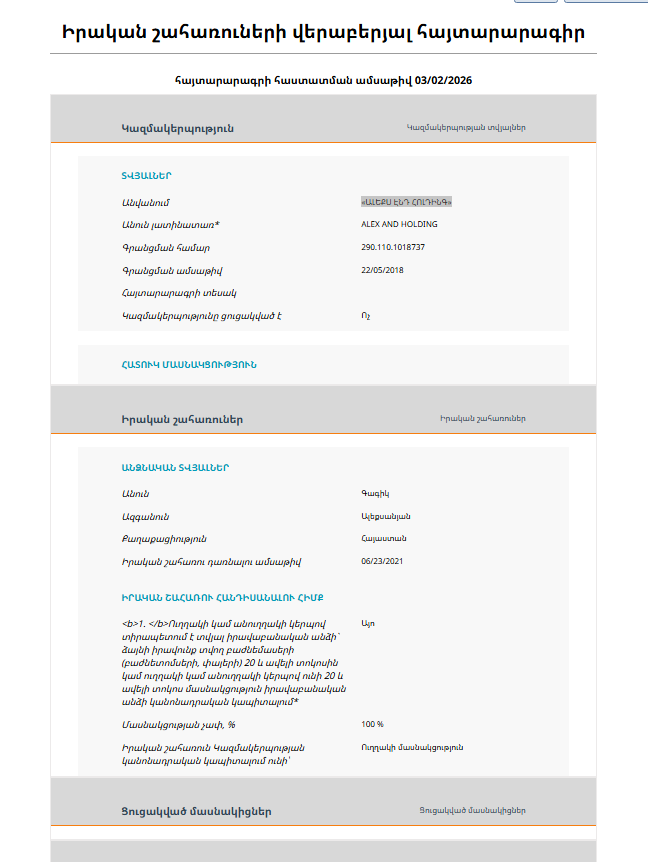 Իրական շահառուների վերաբերյալ հայտարարագիր
հայտարարագրի հաստատման ամսաթիվ 03/02/2026
Կազմակերպություն
Կազմակերպության տվյալներ
ՏՎՅԱԼՆԵՐ
Անվանում
«ԱԼԵՔՍ ԷՆԴ ՀՈԼԴԻՆԳ»
Անուն լատինատառ*
ALEX AND HOLDING
Գրանցման համար
290.110.1018737
Գրանցման ամսաթիվ
22/05/2018
Հայտարարագրի տեսակ
Կազմակերպությունը ցուցակված է
Ոչ
ՀԱՏՈՒԿ ՄԱՍՆԱԿՑՈՒԹՅՈՒՆ
Իրական շահառուներ
Իրական շահառուներ
ԱՆՁՆԱԿԱՆ ՏՎՅԱԼՆԵՐ
Անուն
Գագիկ
Ազգանուն
Ալեքսանյան
Քաղաքացիություն
Հայաստան
Իրական շահառու դառնալու ամսաթիվ
06/23/2021
ԻՐԱԿԱՆ ՇԱՀԱՌՈՒ ՀԱՆԴԻՍԱՆԱԼՈՒ ՀԻՄՔ
<b>1. </b>Ուղղակի կամ անուղղակի կերպով
Այո
տիրապետում է տվյալ իրավաբանական անձի՝
ձայնի իրավունք տվող բաժնեմասերի
(բաժնետոմսերի, փայերի) 20 և ավելի տոկոսին
կամ ուղղակի կամ անուղղակի կերպով ունի 20 և
ավելի տոկոս մասնակցություն իրավաբանական
անձի կանոնադրական կապիտալում*
Մասնակցության չափ, %
100 %
Իրական շահառուն Կազմակերպության
Ուղղակի մասնակցություն
կանոնադրական կապիտալում ունի՝
Ցուցակված մասնակիցներ
Ցուցակված մասնակիցներ